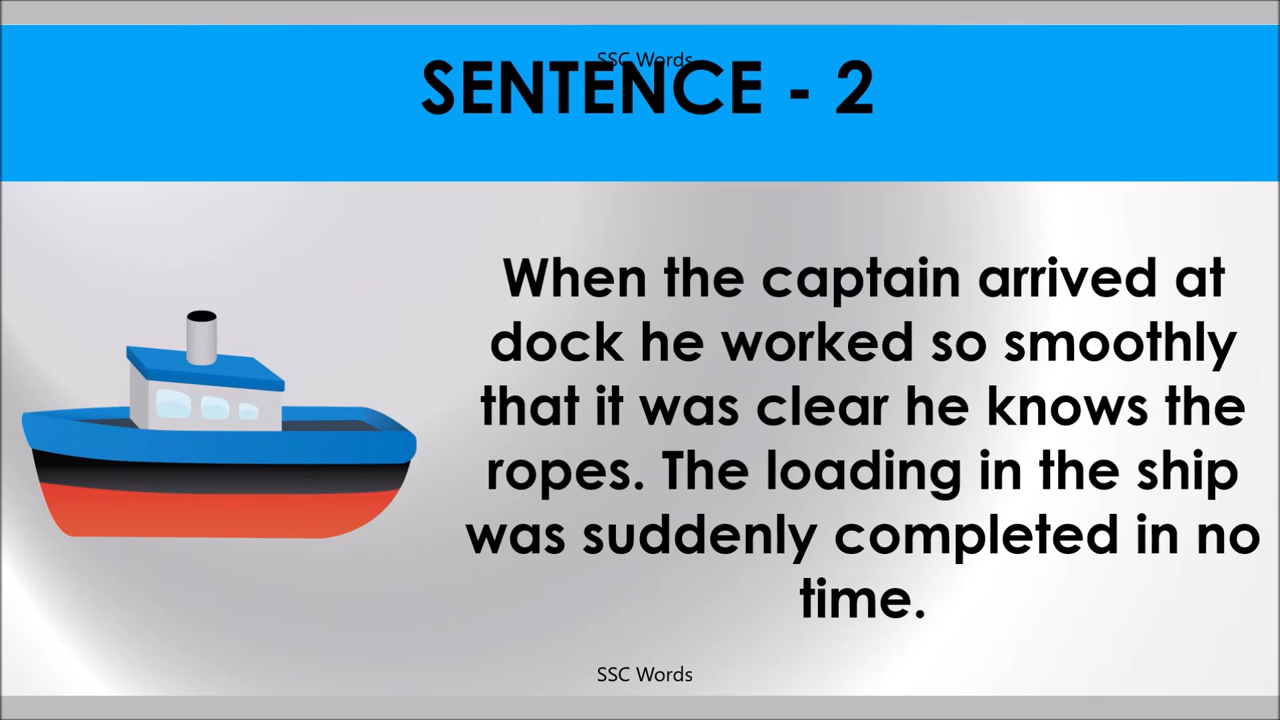 SSC Words
SENTENCE - 2
When the captain arrived at
dock he worked so smoothly
that it was clear he knows the
ropes. The loading in the ship
was suddenly completed in no
time.
SSC Words